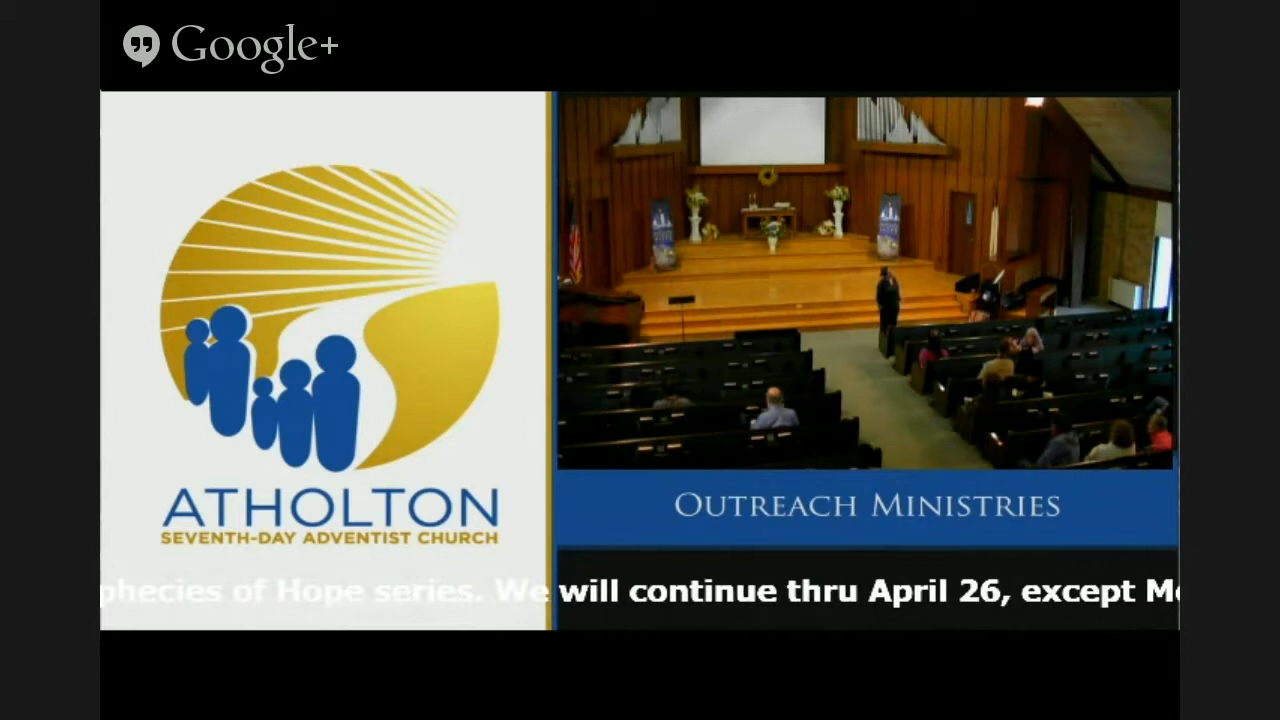 Google+
ATHOLTON
SEVENTH-DAY ADVENTIST CHURCH
OUTREACH MINISTRIES
phecies of Hope series. We will continue thru April 26, except M